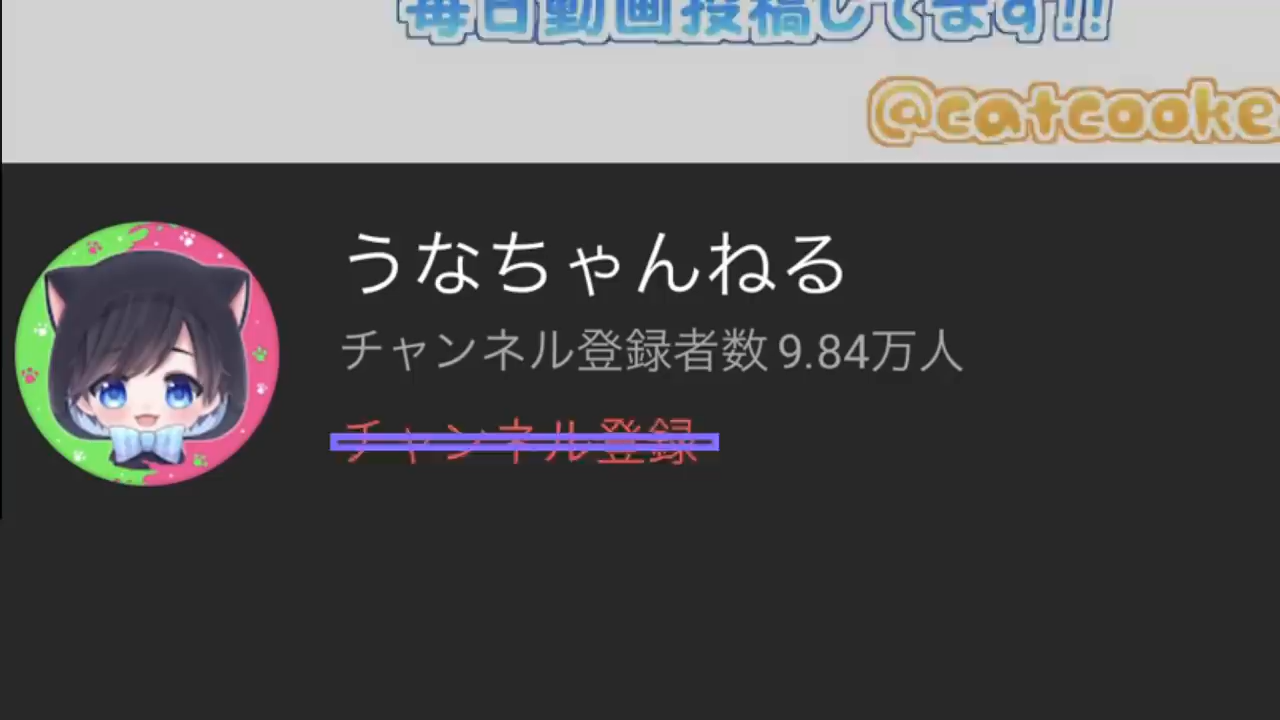 毎日動画投稿してます!!
@catcooke
うなちゃんねる
チャンネル登録者数 9.84万人
チャンネル登録